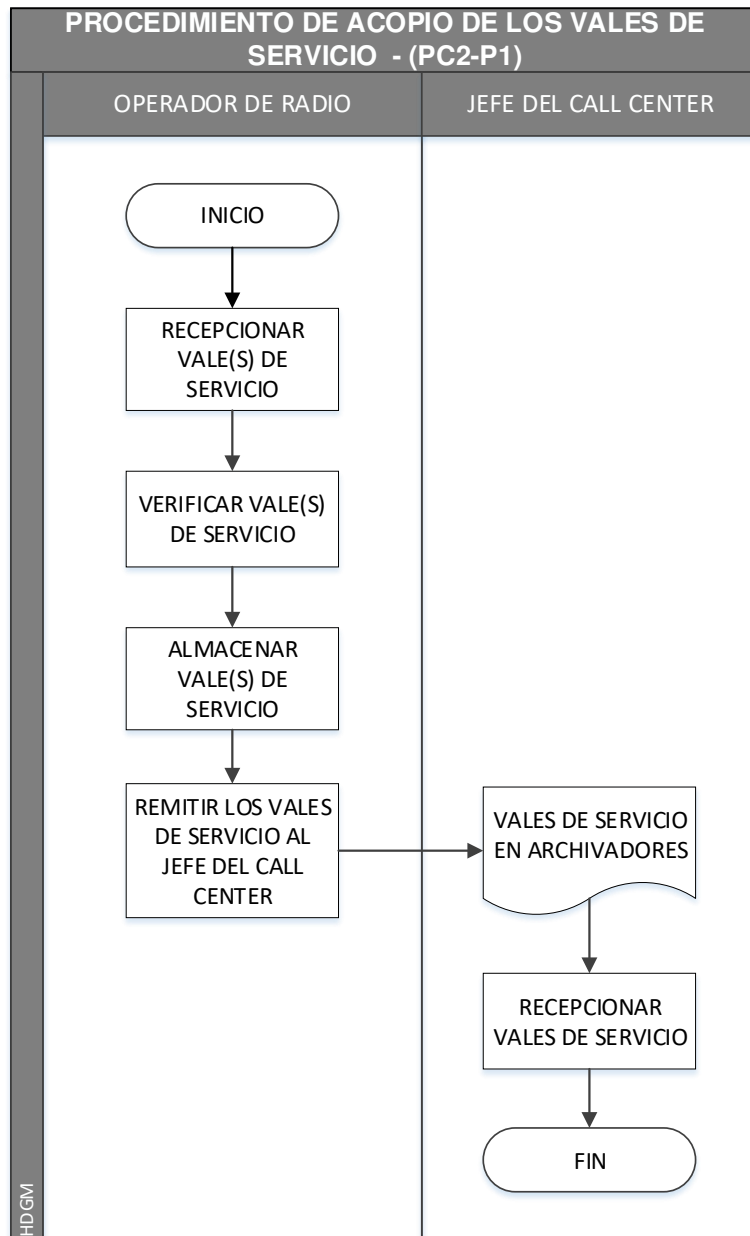 PROCEDIMIENTO DE ACOPIO DE LOS VALES DE
SERVICIO - (PC2-P1)
OPERADOR DE RADIO
JEFE DEL CALL CENTER
INICIO
RECEPCIONAR
VALE(S) DE
SERVICIO
VERIFICAR VALE(S)
DE SERVICIO
ALMACENAR
VALE(S) DE
SERVICIO
REMITIR LOS VALES
DE SERVICIO AL
JEFE DEL CALL
CENTER
VALES DE SERVICIO
EN ARCHIVADORES
RECEPCIONAR
VALES DE SERVICIO
FIN
HDGM